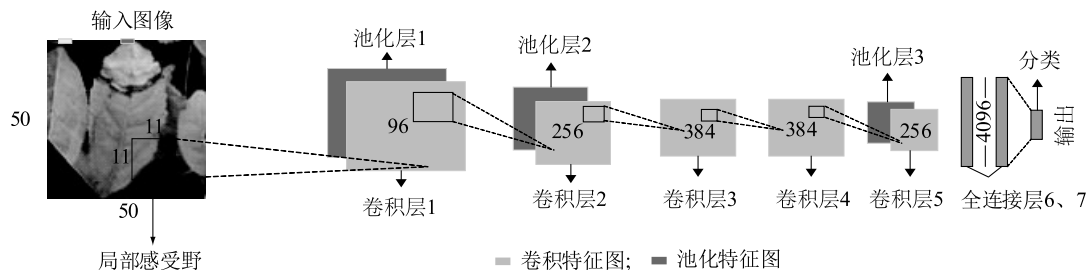 输入图像
50
11
11
50
局部感受野
池化层1
96
卷积层1
池化层2
256
卷积层2
384
卷积层3
384
卷积层4
池化层3
256
卷积层5
4096
全连接层6、7
分类
输出
卷积特征图;
池化特征图